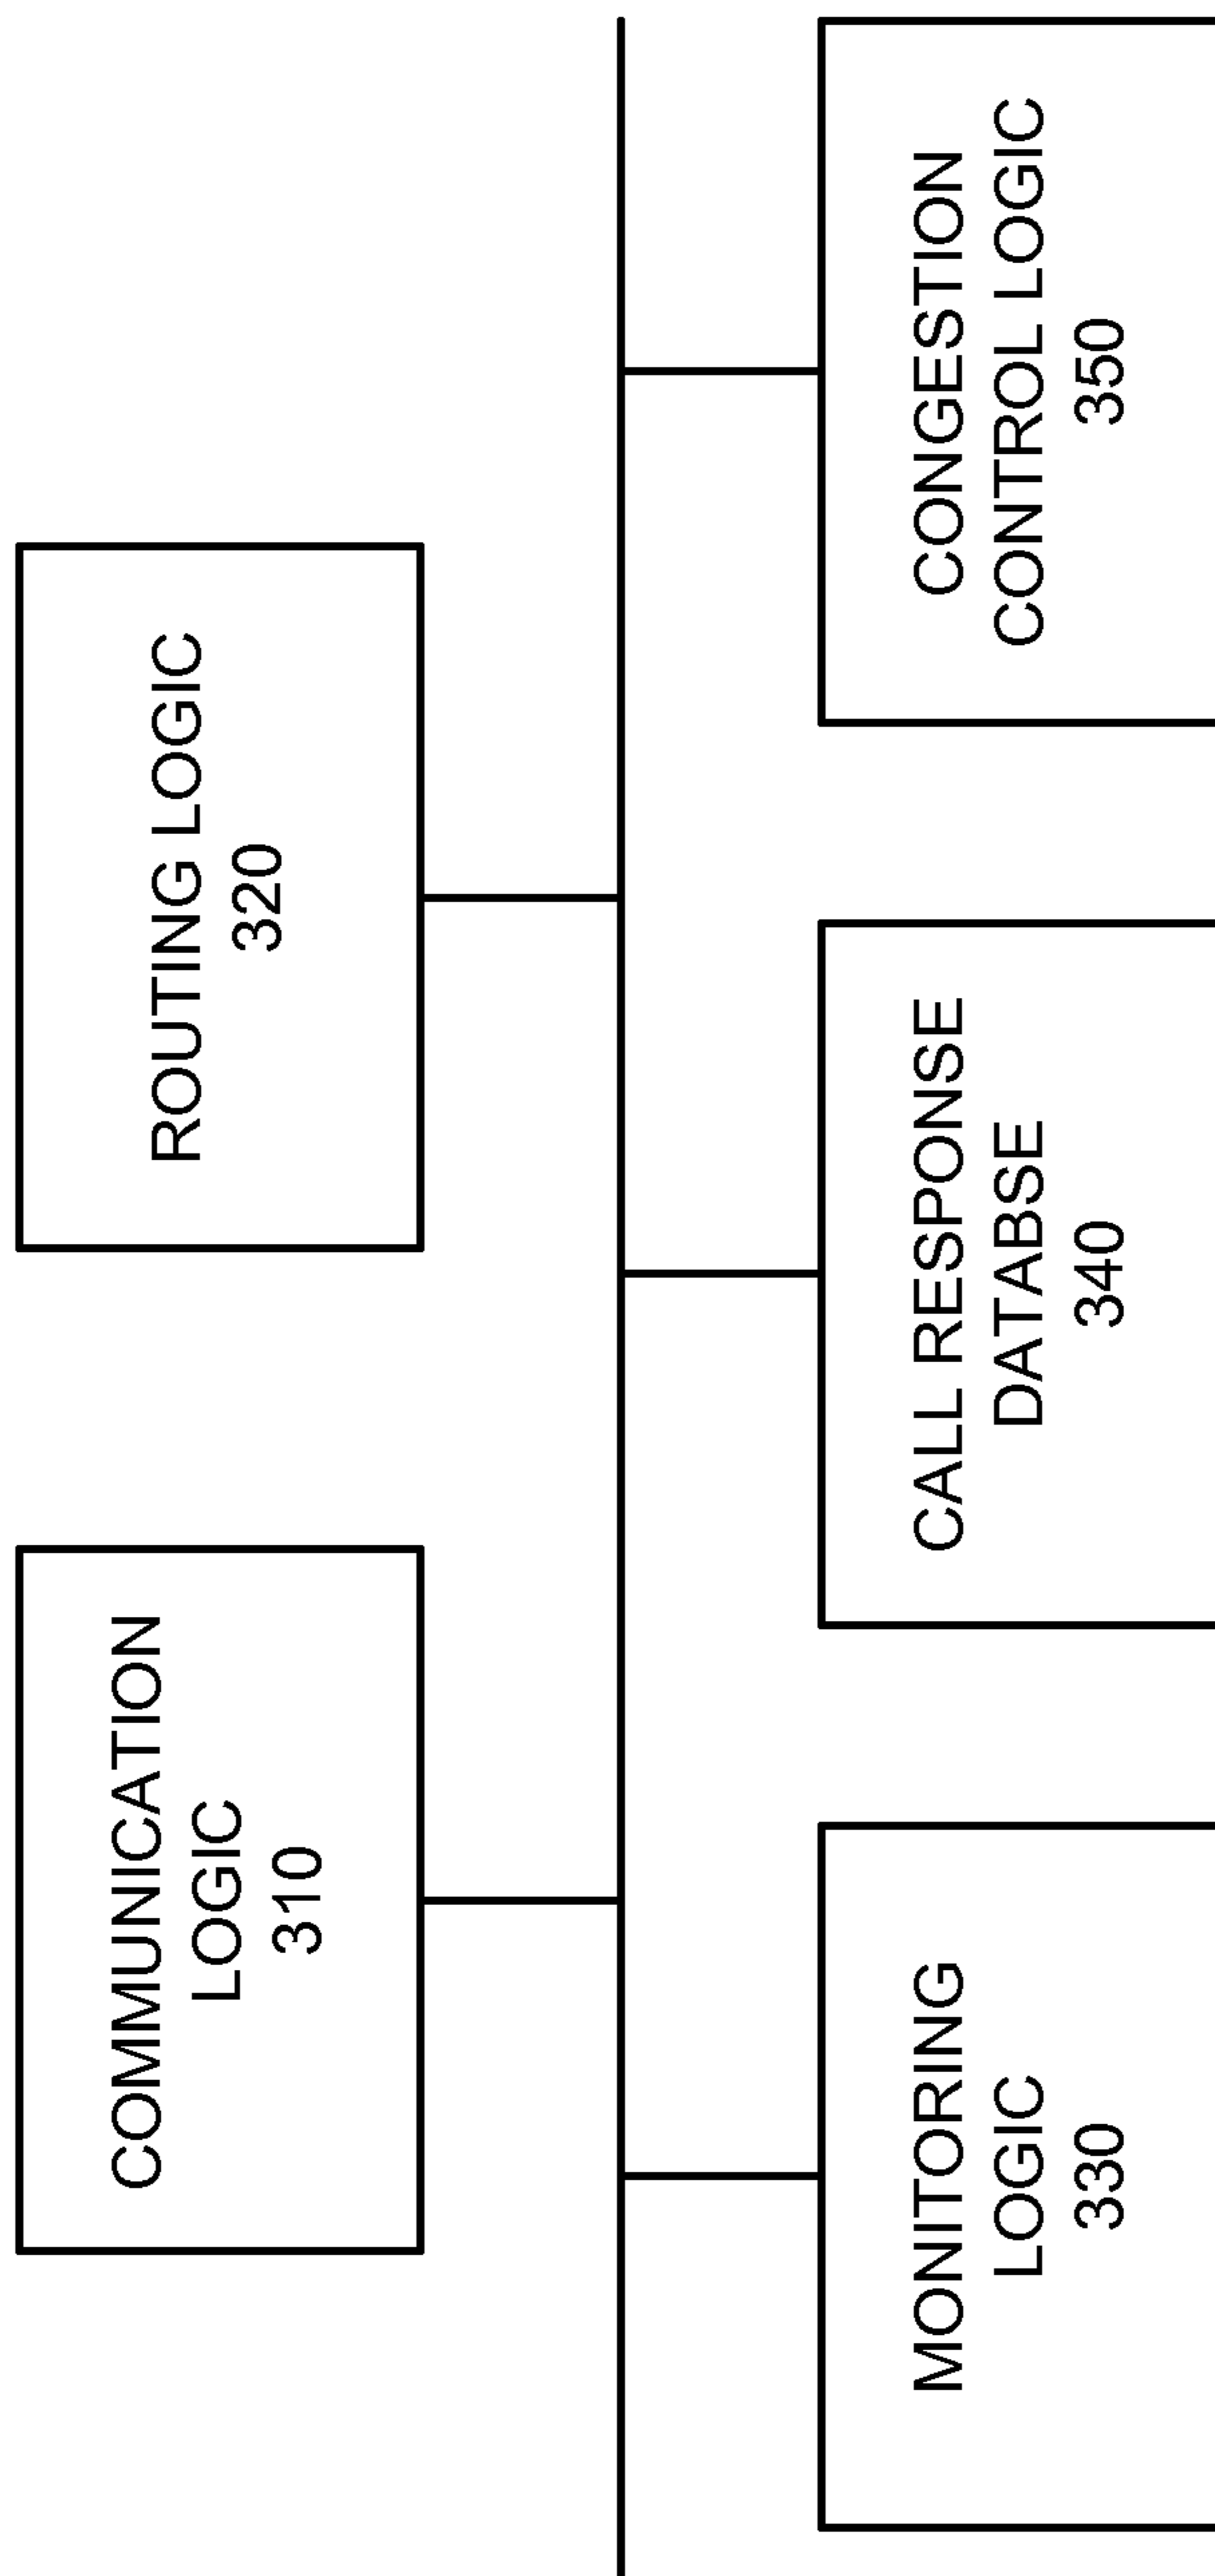 COMMUNICATION
LOGIC
310
ROUTING LOGIC
320
MONITORING
LOGIC
330
CALL RESPONSE
DATABSE
340
CONGESTION
CONTROL LOGIC
350